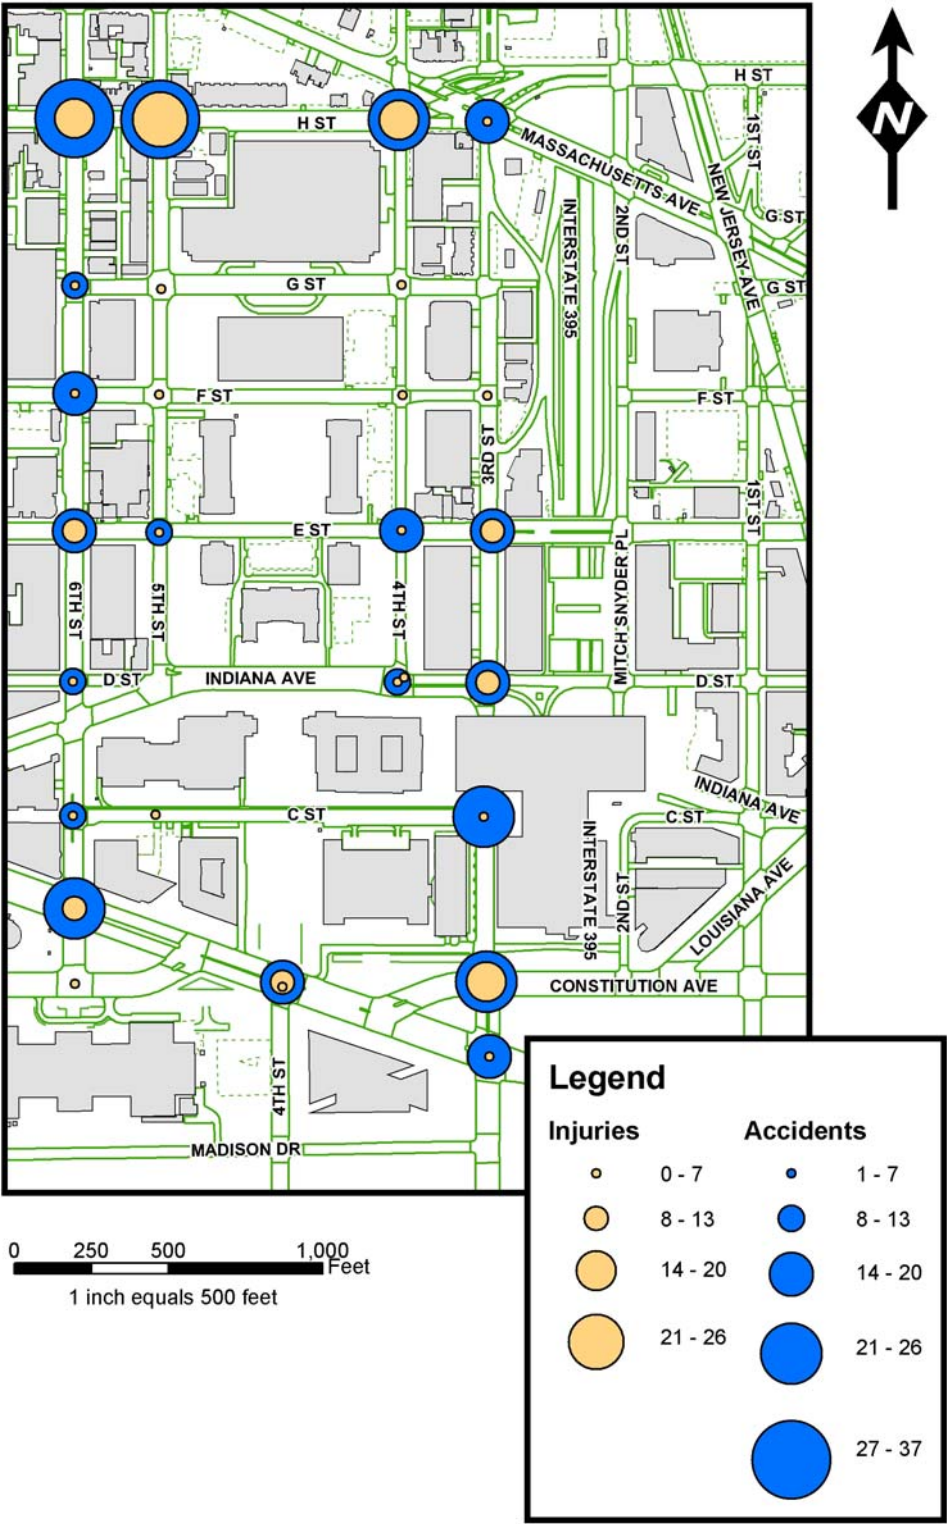 N
H ST
H ST
1ST ST
MASSACHUSETTS AVE
NEW JERSEY AVE
G ST
INTERSTATE 395
2ND ST
G ST
G ST
F ST
F ST
3RD ST
1ST ST
E ST
MITCH SNYDER PL
6TH ST
5TH ST
4TH ST
D ST
INDIANA AVE
D ST
INDIANA AVE
C ST
C ST
INTERSTATE 395
2ND ST
LOUISIANA AVE
CONSTITUTION AVE
4TH ST
MADISON DR
Legend
Injuries Accidents
0 - 7 1 - 7
8 - 13 8 - 13
14 - 20 14 - 20
21 - 26 21 - 26
27 - 37
0 250 500 1,000
Feet
1 inch equals 500 feet